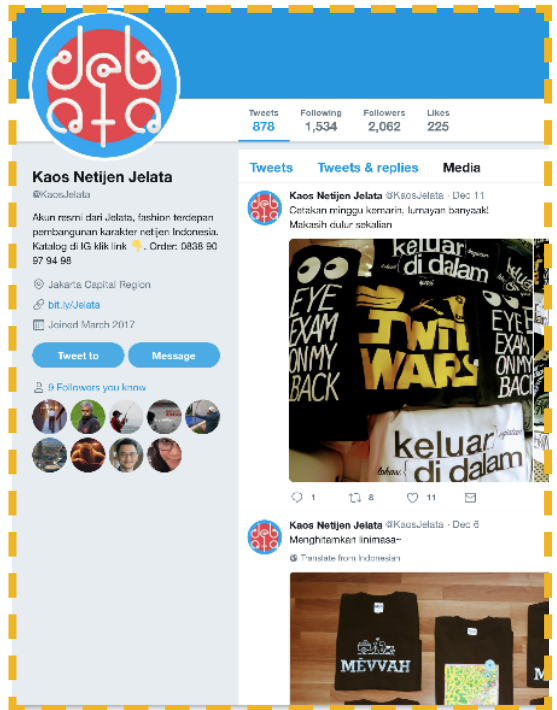 Tweets Following Followers Likes
878 1,534 2,062 225
Kaos Netijen Jelata
@KaosJelata
Akun resmi dari Jelata, fashion terdepan
pembangunan karakter netijen Indonesia.
Katalog di IG klik link 👇. Order: 0838 90
97 94 98
Jakarta Capital Region
bit.ly/Jelata
Joined March 2017
Tweet to Message
9 Followers you know
Tweets Tweets & replies Media
Kaos Netijen Jelata @KaosJelata · Dec 11
Cetakan minggu kemarin, lumayan banyaak!
Makasih dulur sekalian
keluar
di dalam
EYE
EXAM
ON MY
BACK
TWIT
WARS
EYE
EXAM
ON MY
BACK
keluar
di dalam
1 8 11
Kaos Netijen Jelata @KaosJelata · Dec 6
Menghitamkan linimasa~
Translate from Indonesian
MËVVAH